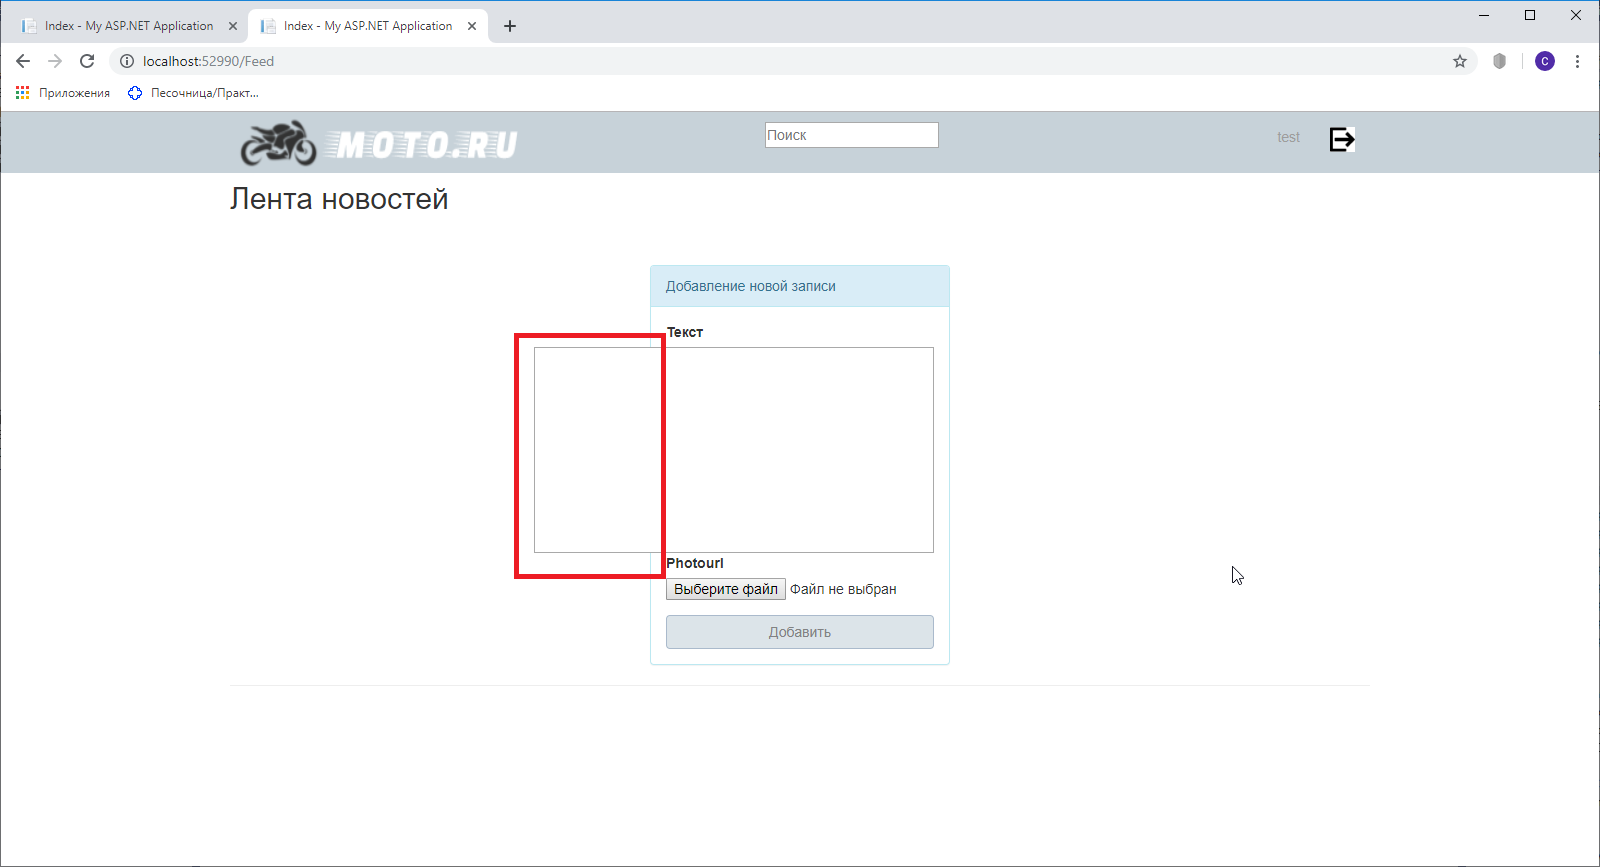 Index - My ASP.NET Application
Index - My ASP.NET Application
localhost:52990/Feed
C
Приложения
Песочница/Практ...
MOTO.RU
Поиск
test
Лента новостей
Добавление новой записи
Текст
Photourl
Выберите файл Файл не выбран
Добавить